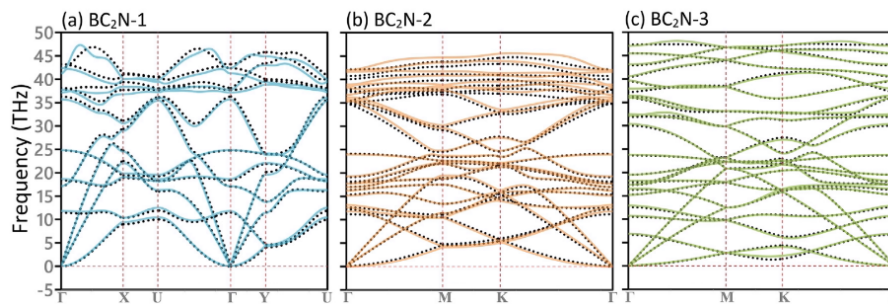 (a) BC₂N-1
(b) BC₂N-2
(c) BC₂N-3
Frequency (THz)
50
45
40
35
30
25
20
15
10
5
0
-5
Γ X U Γ Y U
Γ M K Γ
Γ M K